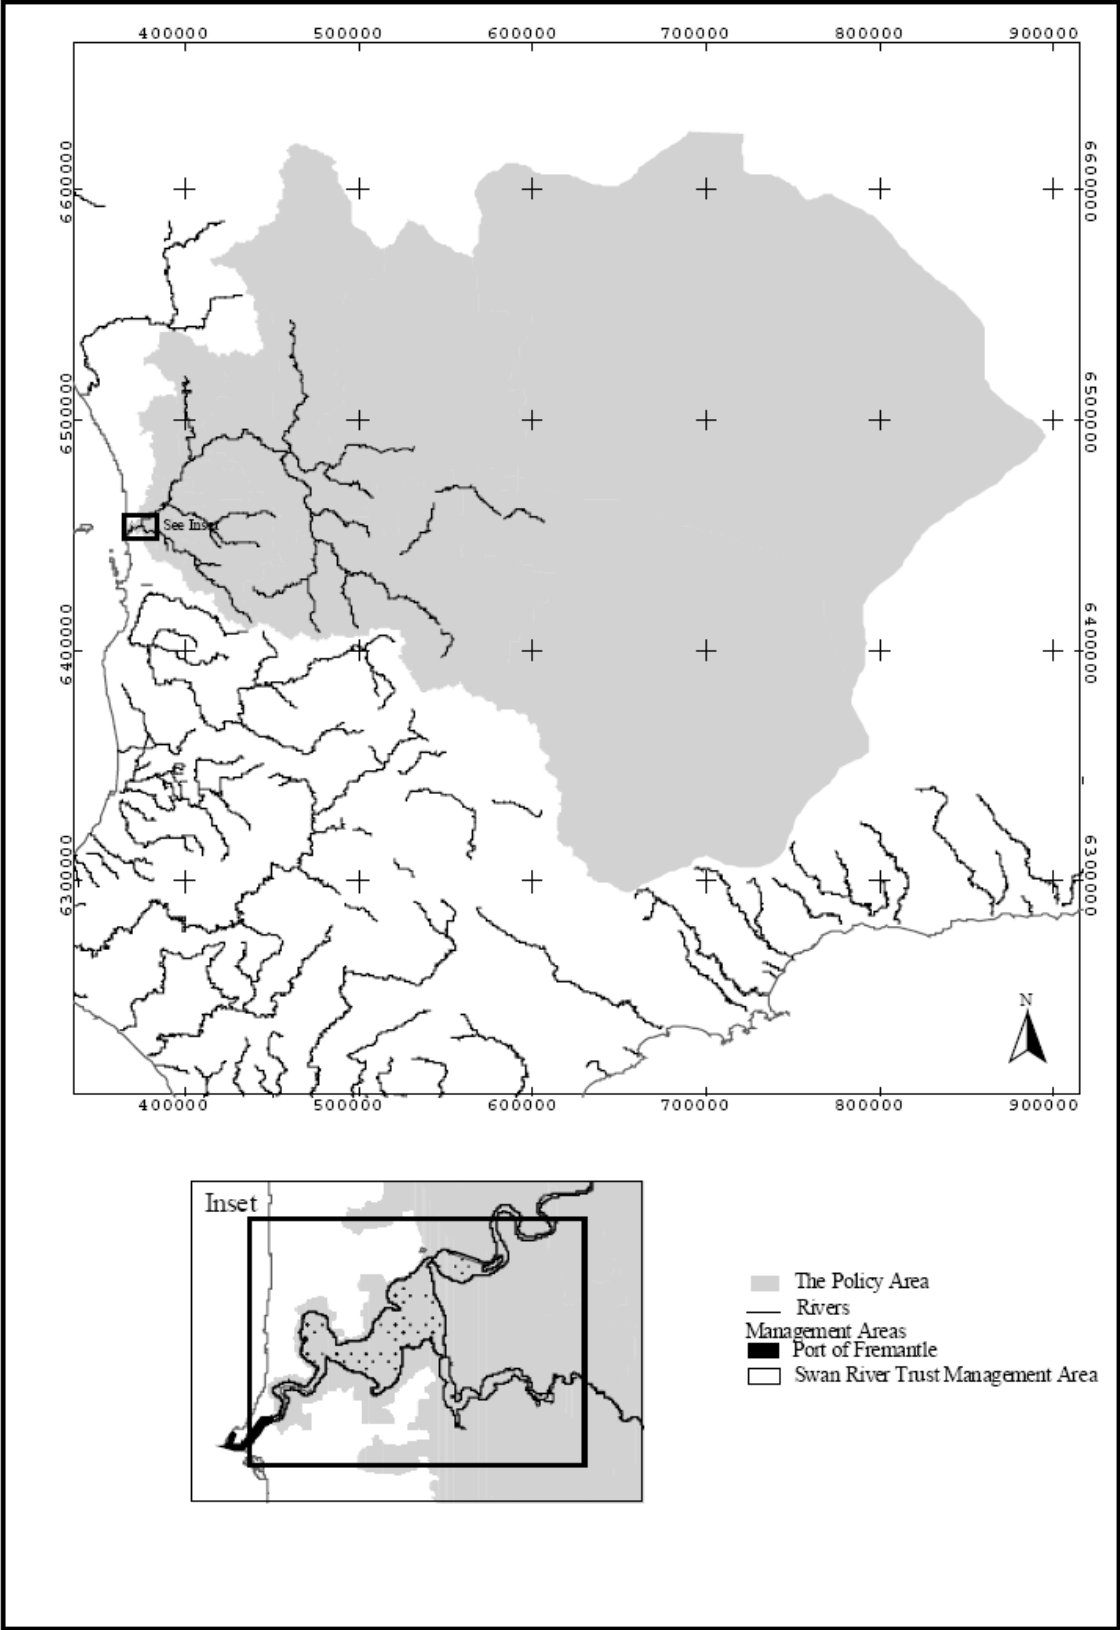 400000 500000 600000 700000 800000 900000
6600000 6600000
6500000 6500000
See Inset
6400000 6400000
6300000 6300000
N
400000 500000 600000 700000 800000 900000
Inset
The Policy Area
Rivers
Management Areas
Port of Fremantle
Swan River Trust Management Area